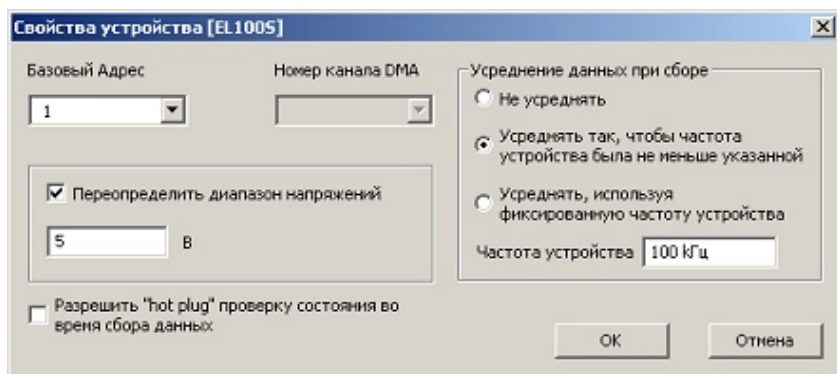 Свойства устройства [EL100S]
Базовый Адрес
1
Номер канала DMA
Переопределить диапазон напряжений
5 В
Разрешить "hot plug" проверку состояния во
время сбора данных
Усреднение данных при сборе
Не усреднять
Усреднять так, чтобы частота
устройства была не меньше указанной
Усреднять, используя
фиксированную частоту устройства
Частота устройства 100 kГц
OK
Отмена